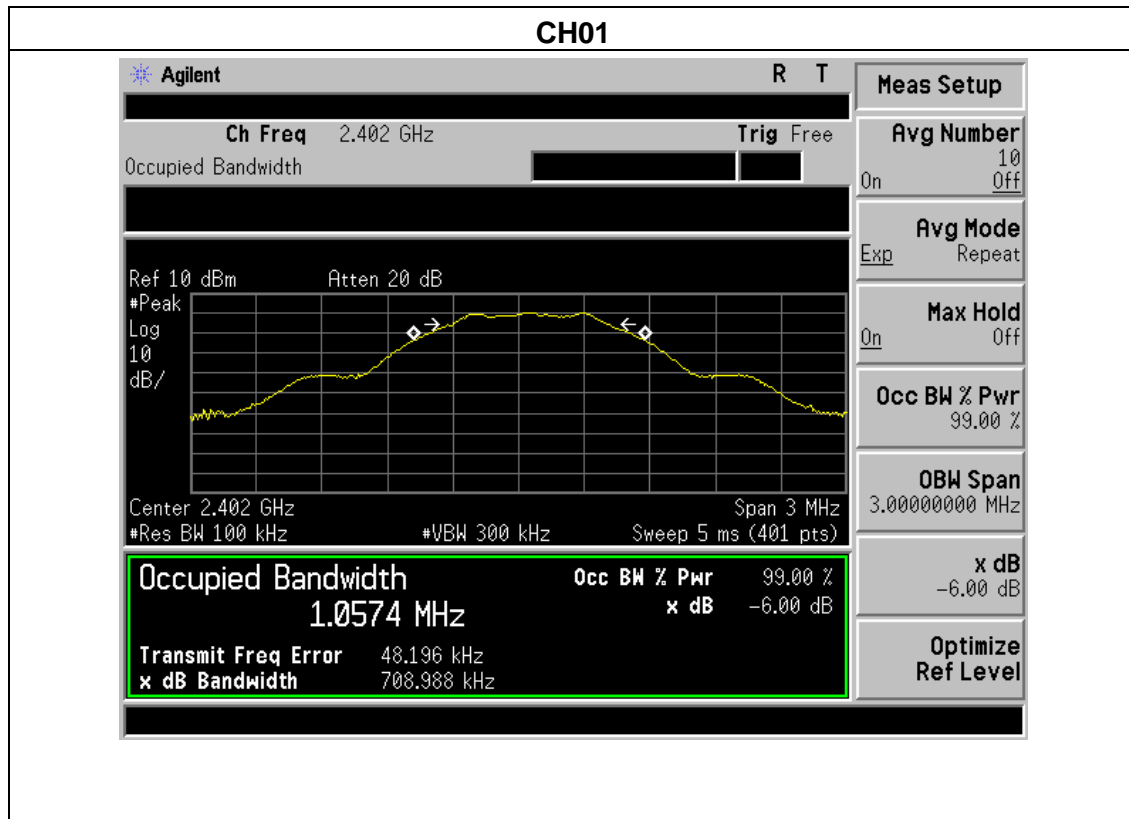 CH01
Agilent R T
Ch Freq 2.402 GHz Trig Free
Occupied Bandwidth
Ref 10 dBm Atten 20 dB
#Peak
Log
10
dB/
Center 2.402 GHz Span 3 MHz
#Res BW 100 kHz #VBW 300 kHz Sweep 5 ms (401 pts)
Occupied Bandwidth Occ BW % Pwr 99.00 %
1.0574 MHz x dB -6.00 dB
Transmit Freq Error 48.196 kHz
x dB Bandwidth 708.988 kHz
Meas Setup
Avg Number
10
On Off
Avg Mode
Exp Repeat
Max Hold
On Off
Occ BW % Pwr
99.00 %
OBW Span
3.00000000 MHz
x dB
-6.00 dB
Optimize
Ref Level